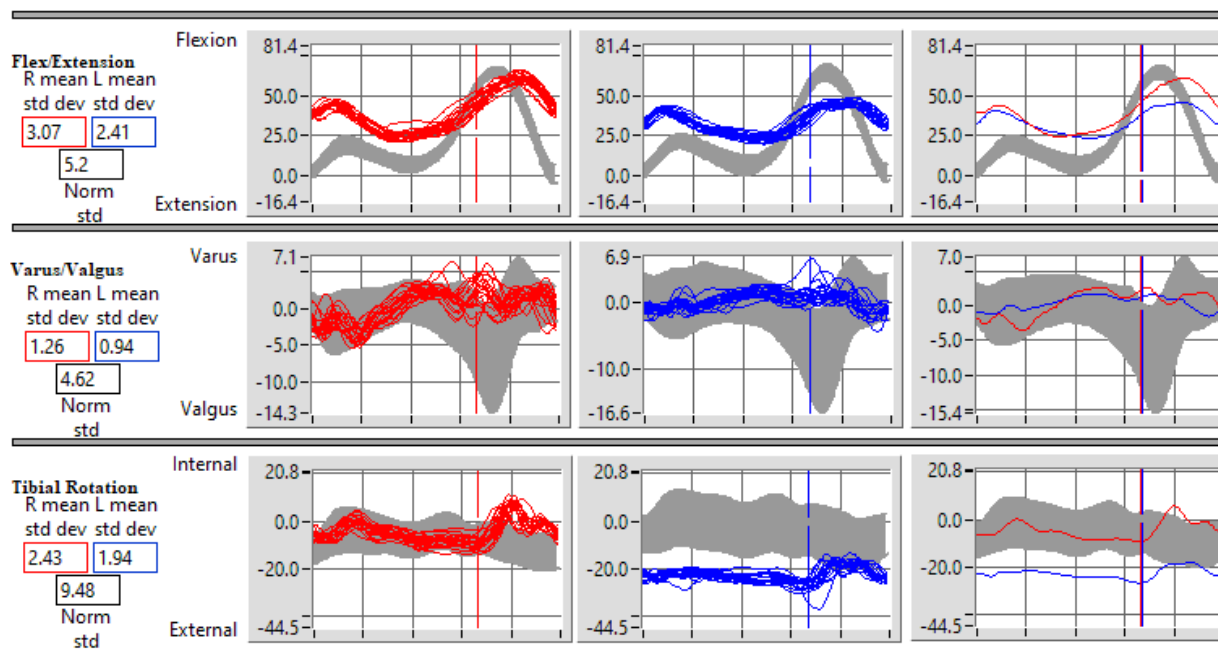 Flex/Extension
R mean L mean
std dev std dev
3.07 2.41
5.2
Norm
std
Flexion
Extension
81.4
50.0
25.0
0.0
-16.4
81.4
50.0
25.0
0.0
-16.4
81.4
50.0
25.0
0.0
-16.4
Varus/Valgus
R mean L mean
std dev std dev
1.26 0.94
4.62
Norm
std
Varus
Valgus
7.1
0.0
-5.0
-10.0
-14.3
6.9
0.0
-10.0
-16.6
7.0
0.0
-5.0
-10.0
-15.4
Tibial Rotation
R mean L mean
std dev std dev
2.43 1.94
9.48
Norm
std
Internal
External
20.8
0.0
-20.0
-44.5
20.8
0.0
-20.0
-44.5
20.8
0.0
-20.0
-44.5